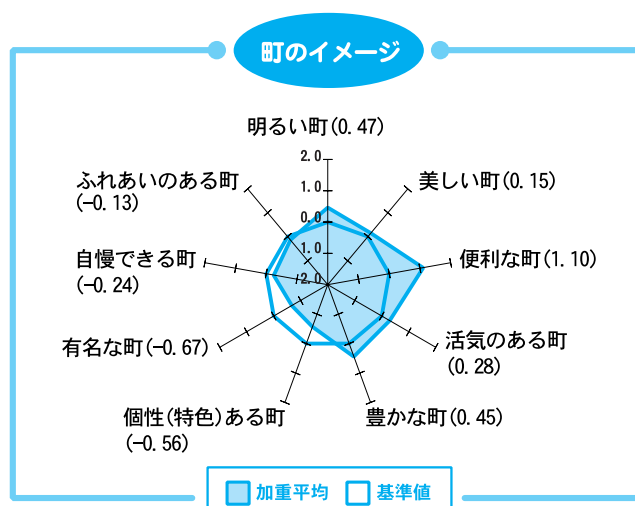 町のイメージ
明るい町(0.47)
美しい町(0.15)
便利な町(1.10)
活気のある町
(0.28)
豊かな町(0.45)
個性(特色)ある町
(-0.56)
有名な町(-0.67)
自慢できる町
(-0.24)
ふれあいのある町
(-0.13)
2.0
1.0
0.0
1.0
2.0
加重平均
基準値